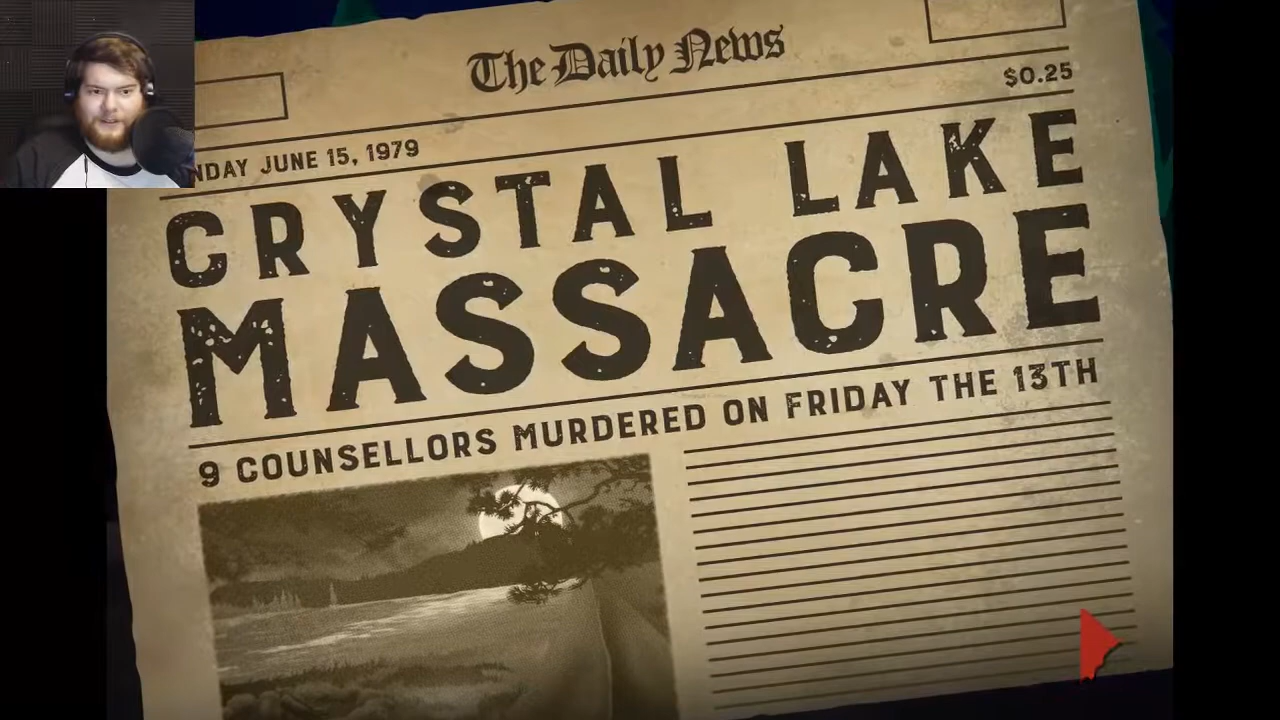 The Daily News
$0.25
NDAY JUNE 15, 1979
CRYSTAL LAKE
MASSACRE
9 COUNSELLORS MURDERED ON FRIDAY THE 13TH